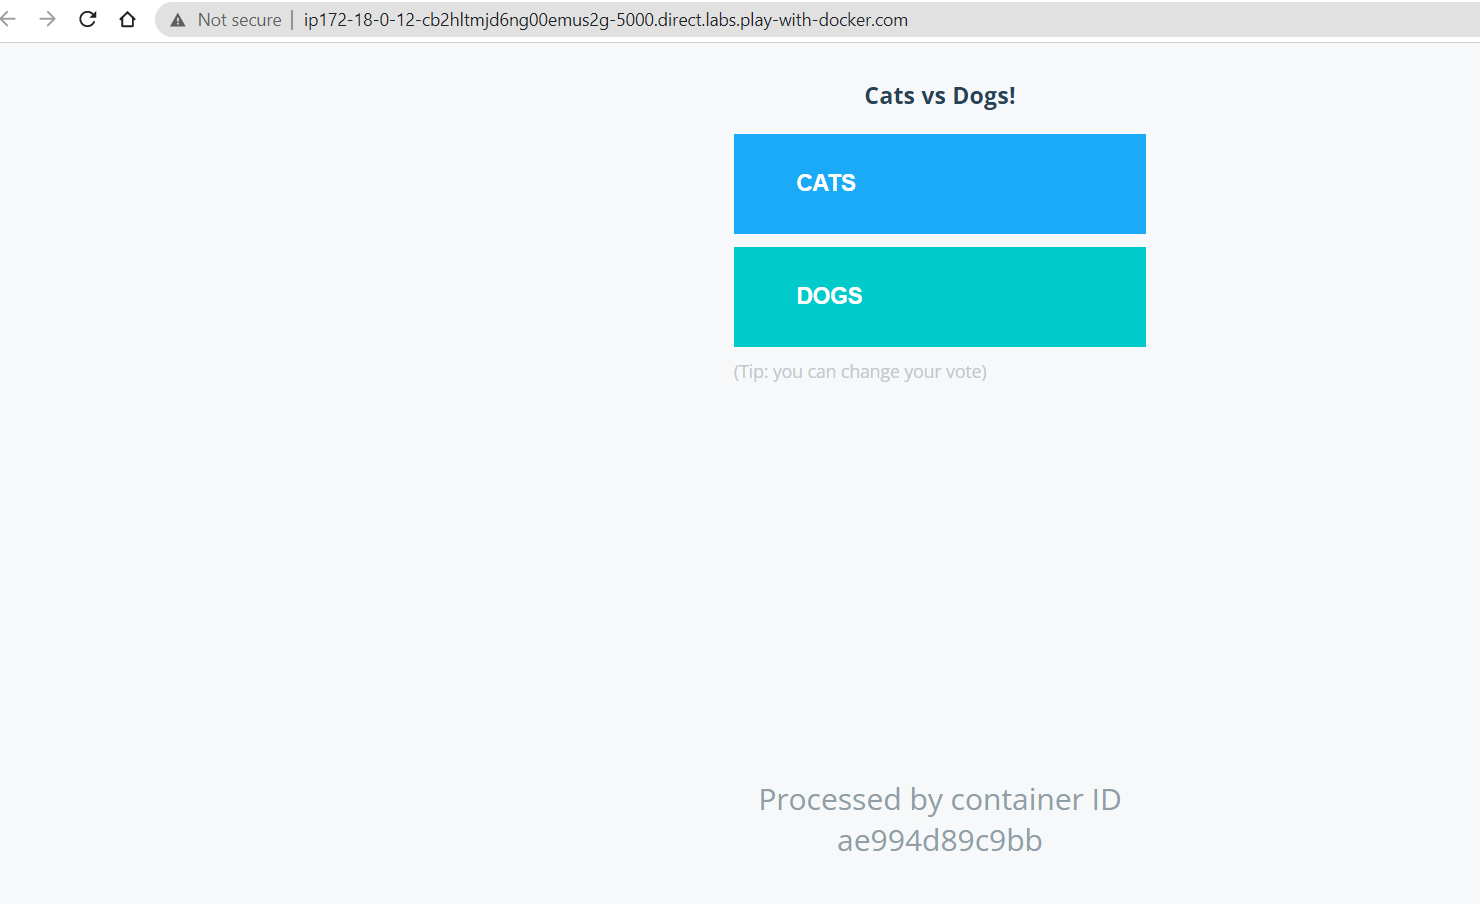 Not secure | ip172-18-0-12-cb2hltmjd6ng00emus2g-5000.direct.labs.play-with-docker.com
Cats vs Dogs!
CATS
DOGS
(Tip: you can change your vote)
Processed by container ID
ae994d89c9bb